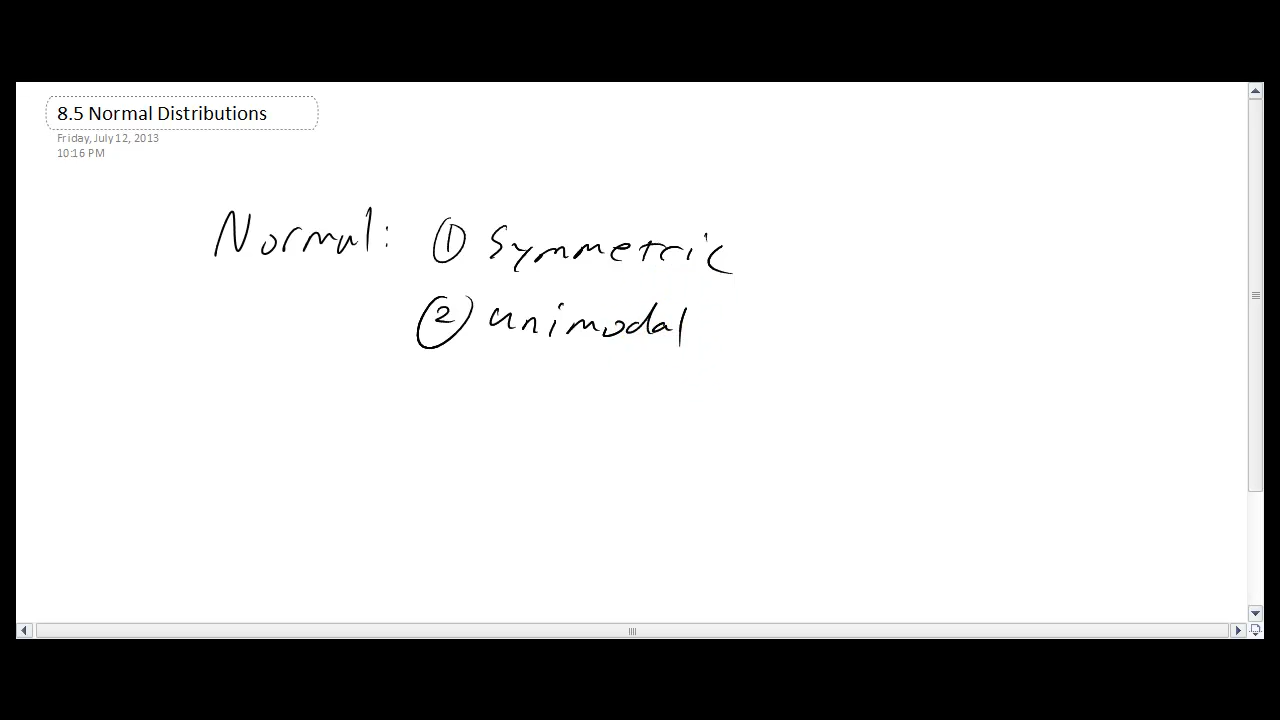 8.5 Normal Distributions
Friday, July 12, 2013
10:16 PM
Normal: ① Symmetric
② unimodal